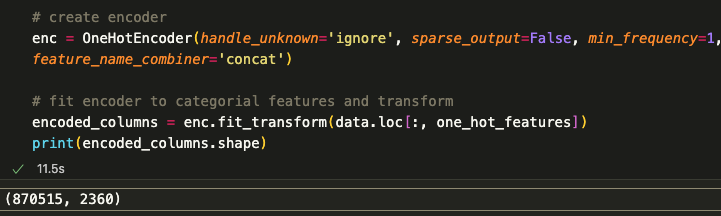 # create encoder
enc = OneHotEncoder(handle_unknown='ignore', sparse_output=False, min_frequency=1,
feature_name_combiner='concat')
# fit encoder to categorial features and transform
encoded_columns = enc.fit_transform(data.loc[:, one_hot_features])
print(encoded_columns.shape)
✓ 11.5s
(870515, 2360)